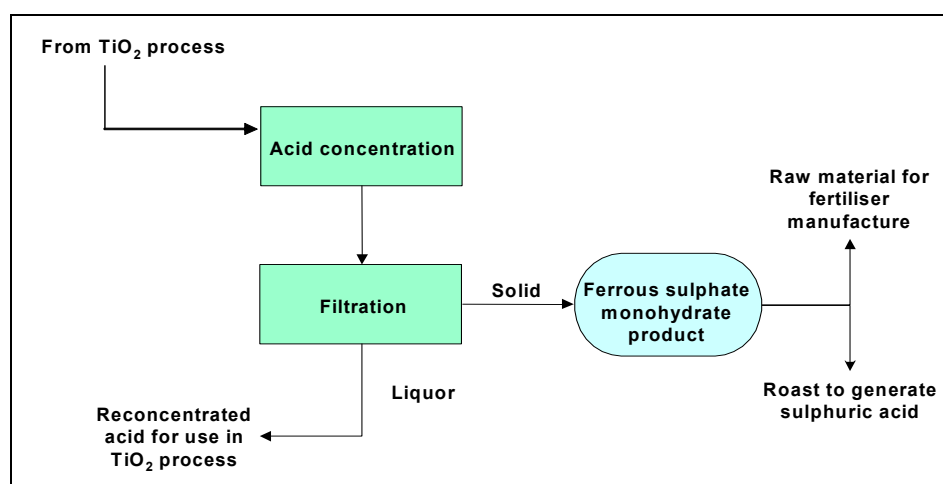 From TiO₂ process
Acid concentration
Raw material for
fertiliser
manufacture
Filtration
Solid
Ferrous sulphate
monohydrate
product
Liquor
Roast to generate
sulphuric acid
Reconcentrated
acid for use in
TiO₂ process